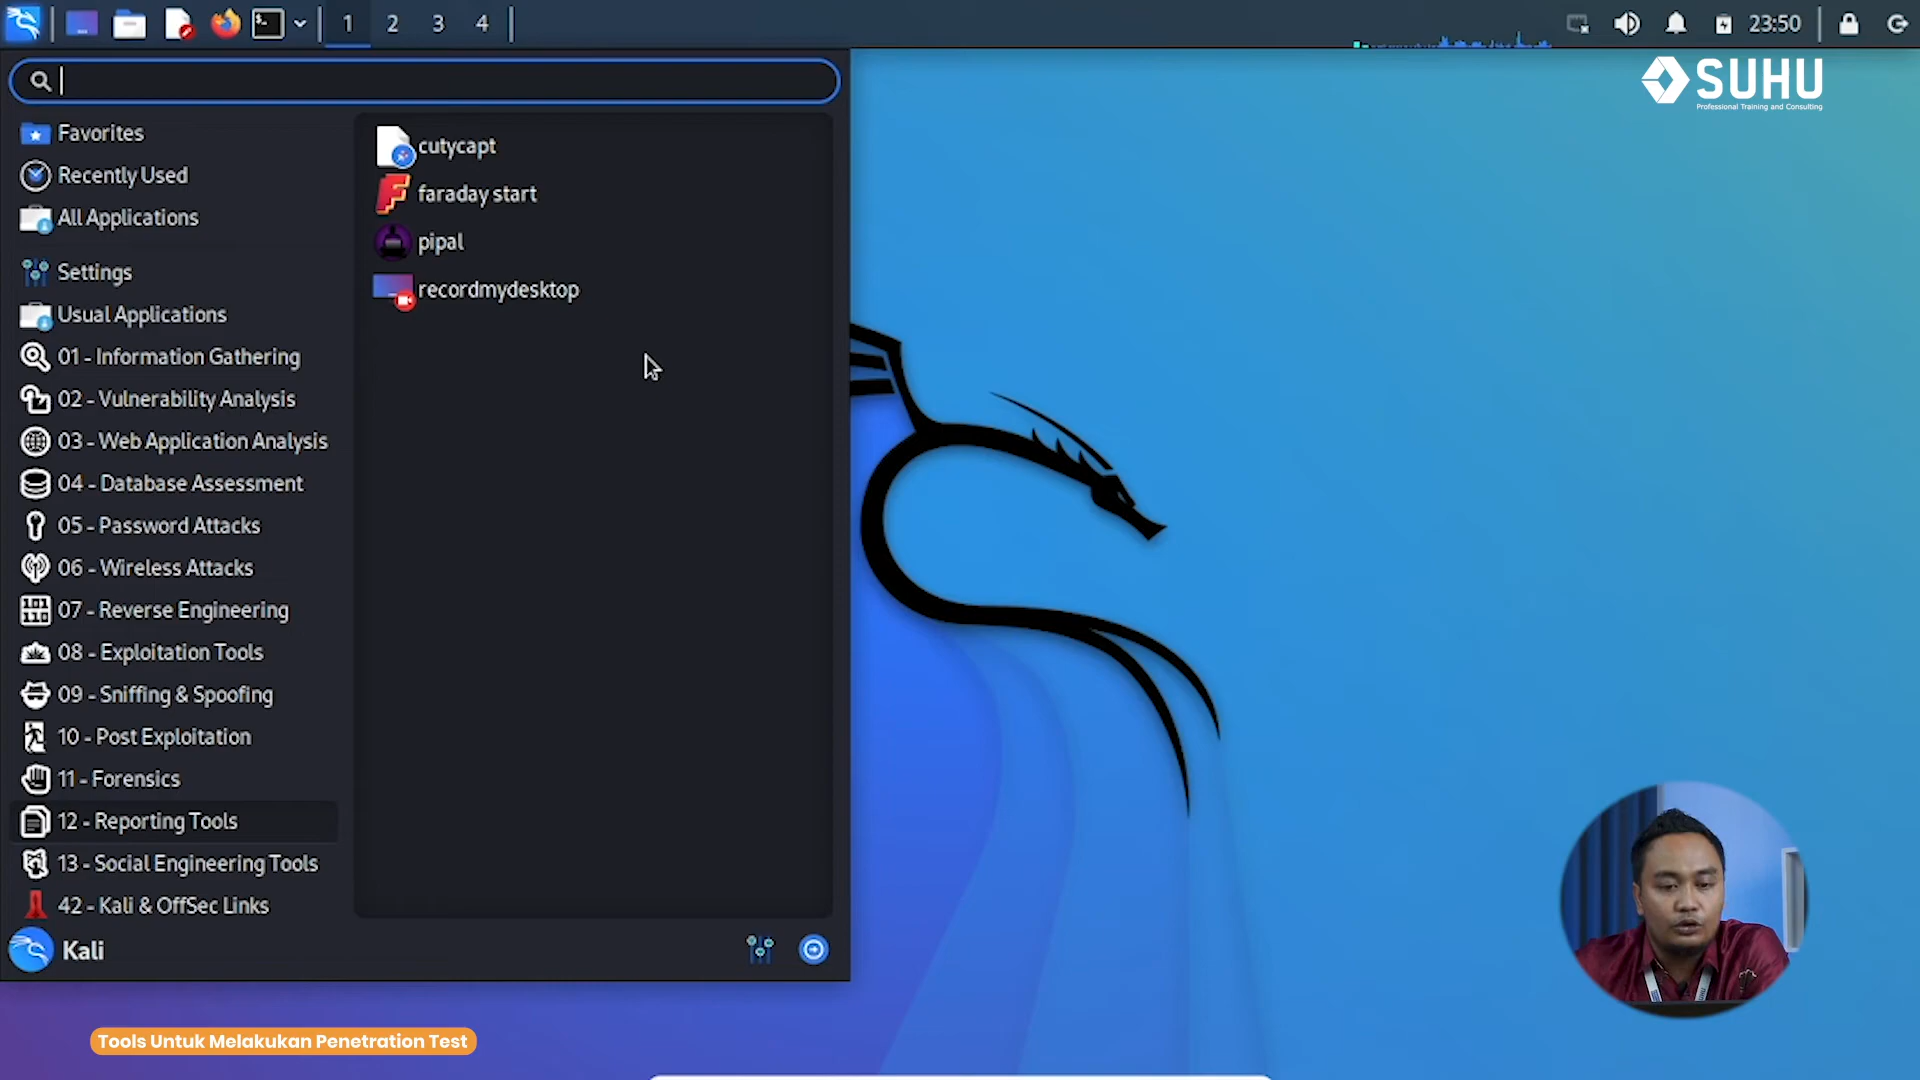 1 2 3 4
23:50
SUHU
Professional Training and Consulting
Favorites
Recently Used
All Applications
Settings
Usual Applications
01 - Information Gathering
02 - Vulnerability Analysis
03 - Web Application Analysis
04 - Database Assessment
05 - Password Attacks
06 - Wireless Attacks
07 - Reverse Engineering
08 - Exploitation Tools
09 - Sniffing & Spoofing
10 - Post Exploitation
11 - Forensics
12 - Reporting Tools
13 - Social Engineering Tools
42 - Kali & OffSec Links
cutycapt
faraday start
pipal
recordmydesktop
Kali
Tools Untuk Melakukan Penetration Test